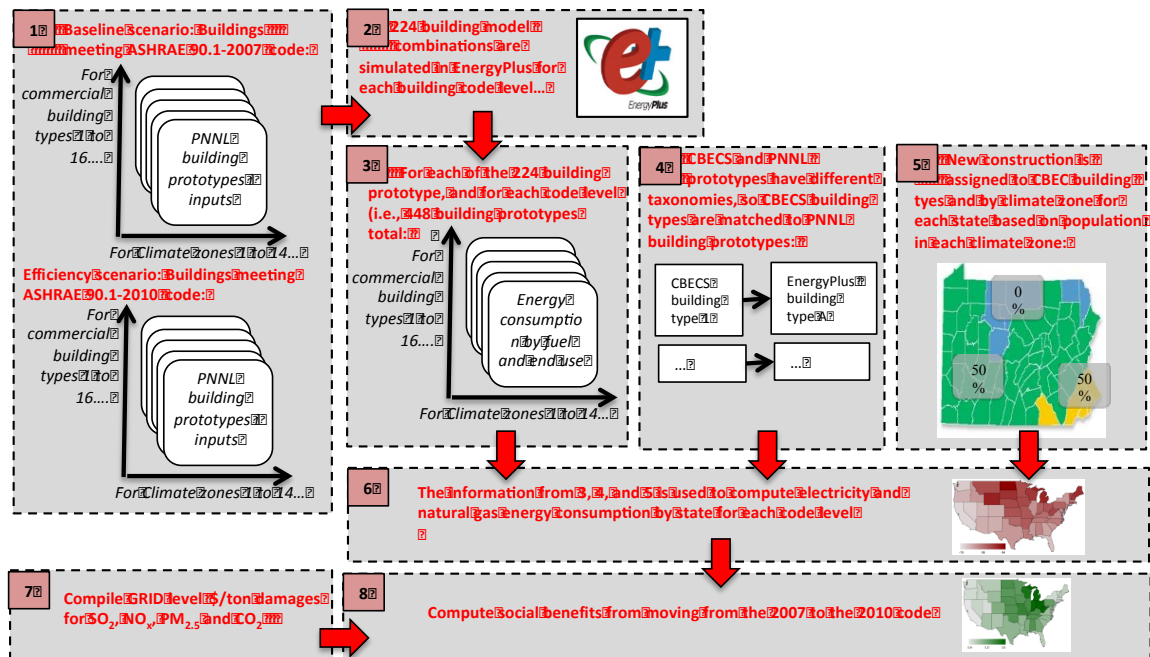 1
Baseline scenario: Buildings
meeting ASHRAE 90.1-2007 code:
For
commercial
building
types 1 to
16….
PNNL
building
prototypes
inputs
For Climate zones 1 to 14…
Efficiency scenario: Buildings meeting
ASHRAE 90.1-2010 code:
For
commercial
building
types 1 to
16….
PNNL
building
prototypes
inputs
For Climate zones 1 to 14…
2
224 building model
combinations are
simulated in EnergyPlus for
each building code level…
e+
EnergyPlus
3
For each of the 224 building
prototype, and for each code level
(i.e., 448 building prototypes
total:
For
commercial
building
types 1 to
16….
Energy
consumptio
n by fuel
and end use
For Climate zones 1 to 14…
4
CBECS and PNNL
prototypes have different
taxonomies, so CBECS building
types are matched to PNNL
building prototypes:
CBECS
building
type 1
EnergyPlus
building
type A
…
…
5
New construction is
assigned to CBEC building
tyes and by climate zone for
each state based on population
in each climate zone:
0
%
50
%
50
%
6
The information from 3, 4, and 5 is used to compute electricity and
natural gas energy consumption by state for each code level
7
Compile GRID level $/ton damages
for SO2, NOx, PM2.5 and CO2
8
Compute social benefits from moving from the 2007 to the 2010 code